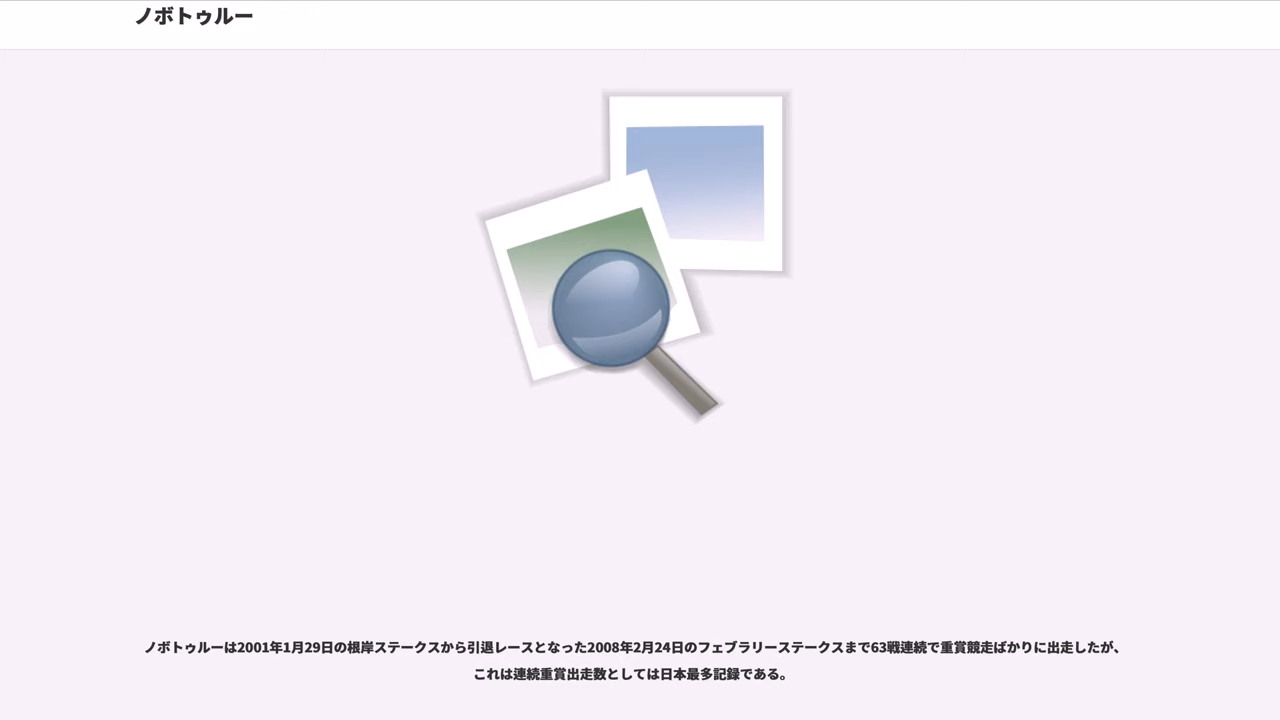 ノボトゥルー
ノボトゥルーは2001年1月29日の根岸ステークスから引退レースとなった2008年2月24日のフェブラリーステークスまで63戦連続で重賞競走ばかりに出走したが、
これは連続重賞出走数としては日本最多記録である。